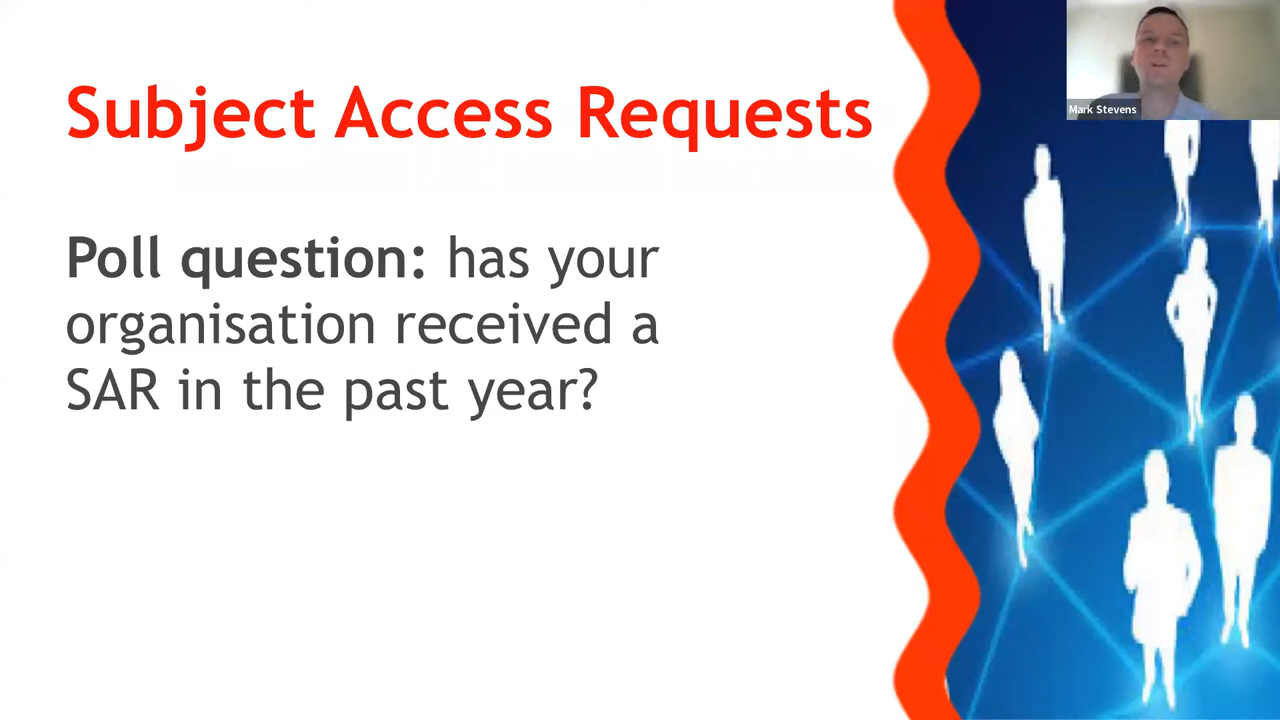 Subject Access Requests
Mark Stevens
Poll question: has your
organisation received a
SAR in the past year?